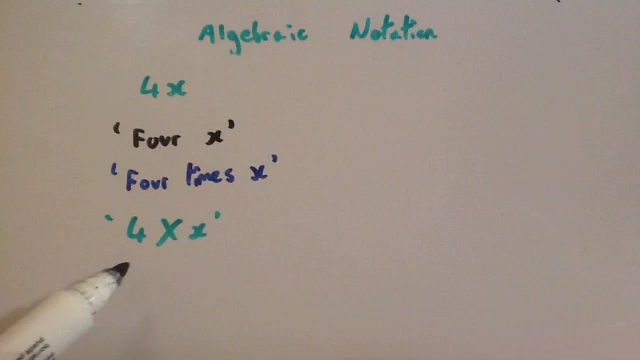 Algebraic Notation
4x
'Four x'
'Four times x'
'4 X x'